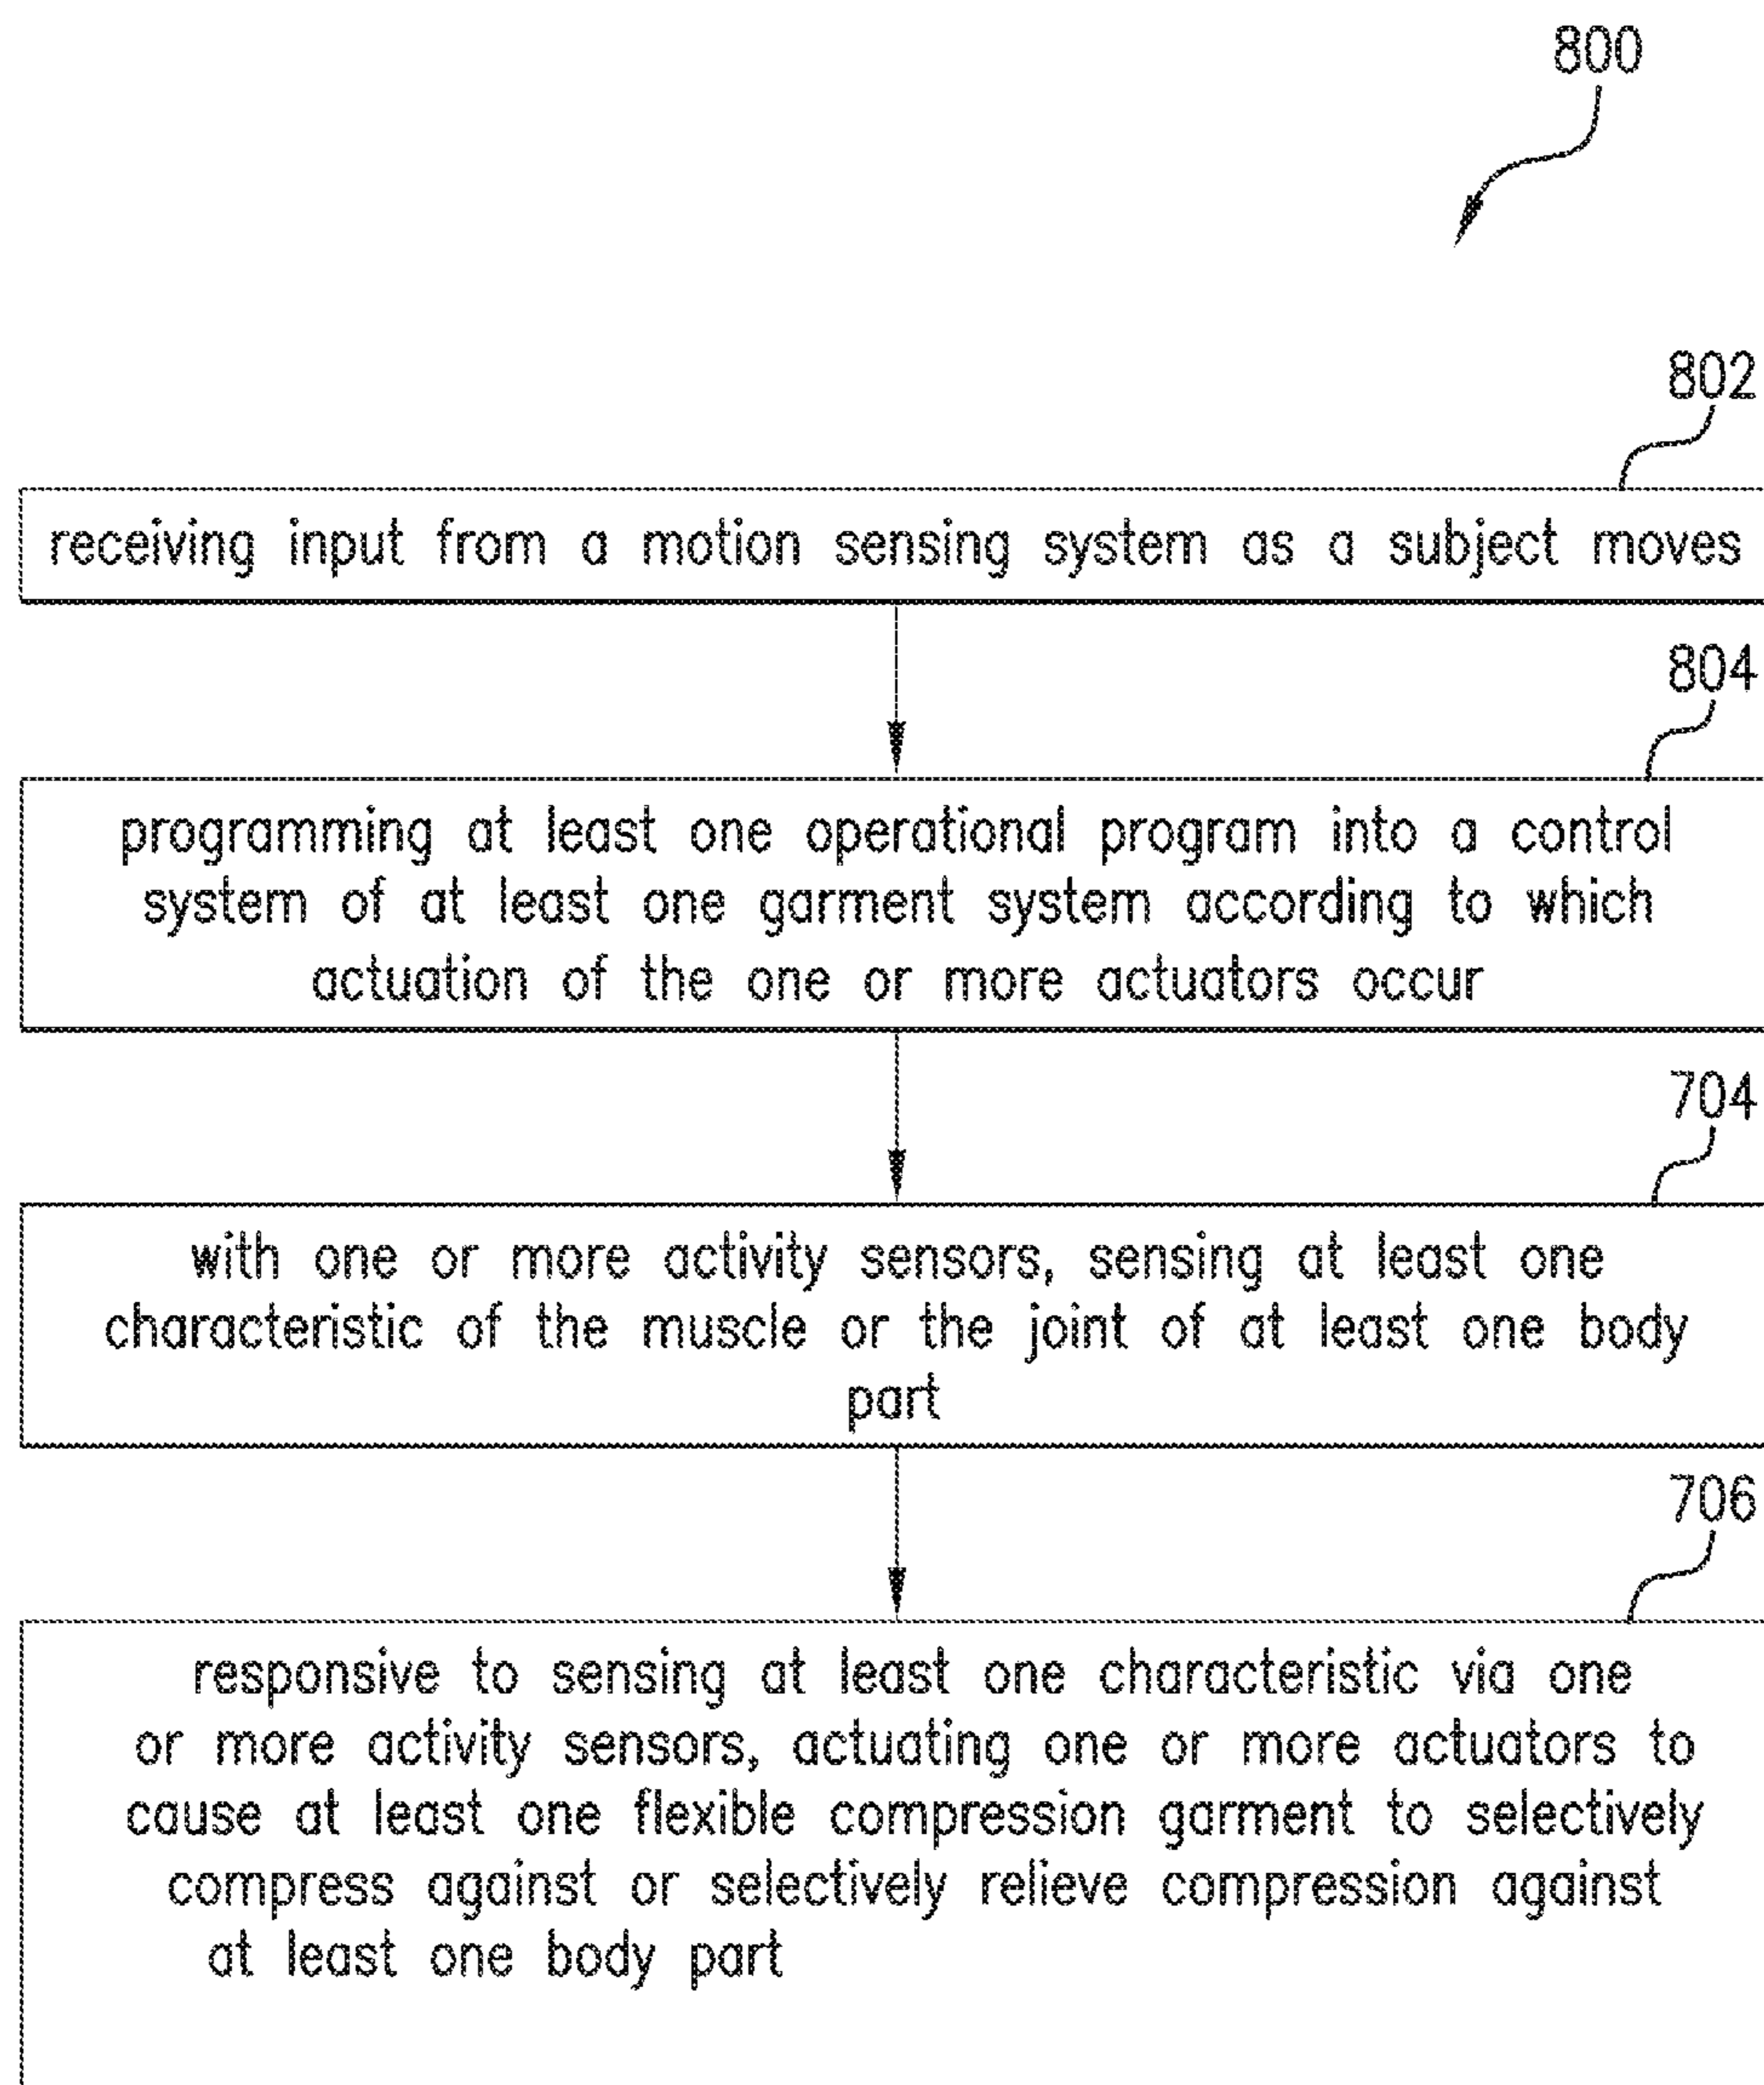 800
802
receiving input from a motion sensing system as a subject moves
804
programming at least one operational program into a control
system of at least one garment system according to which
actuation of the one or more actuators occur
704
with one or more activity sensors, sensing at least one
characteristic of the muscle or the joint of at least one body
part
706
responsive to sensing at least one characteristic via one
or more activity sensors, actuating one or more actuators to
cause at least one flexible compression garment to selectively
compress against or selectively relieve compression against
at least one body part